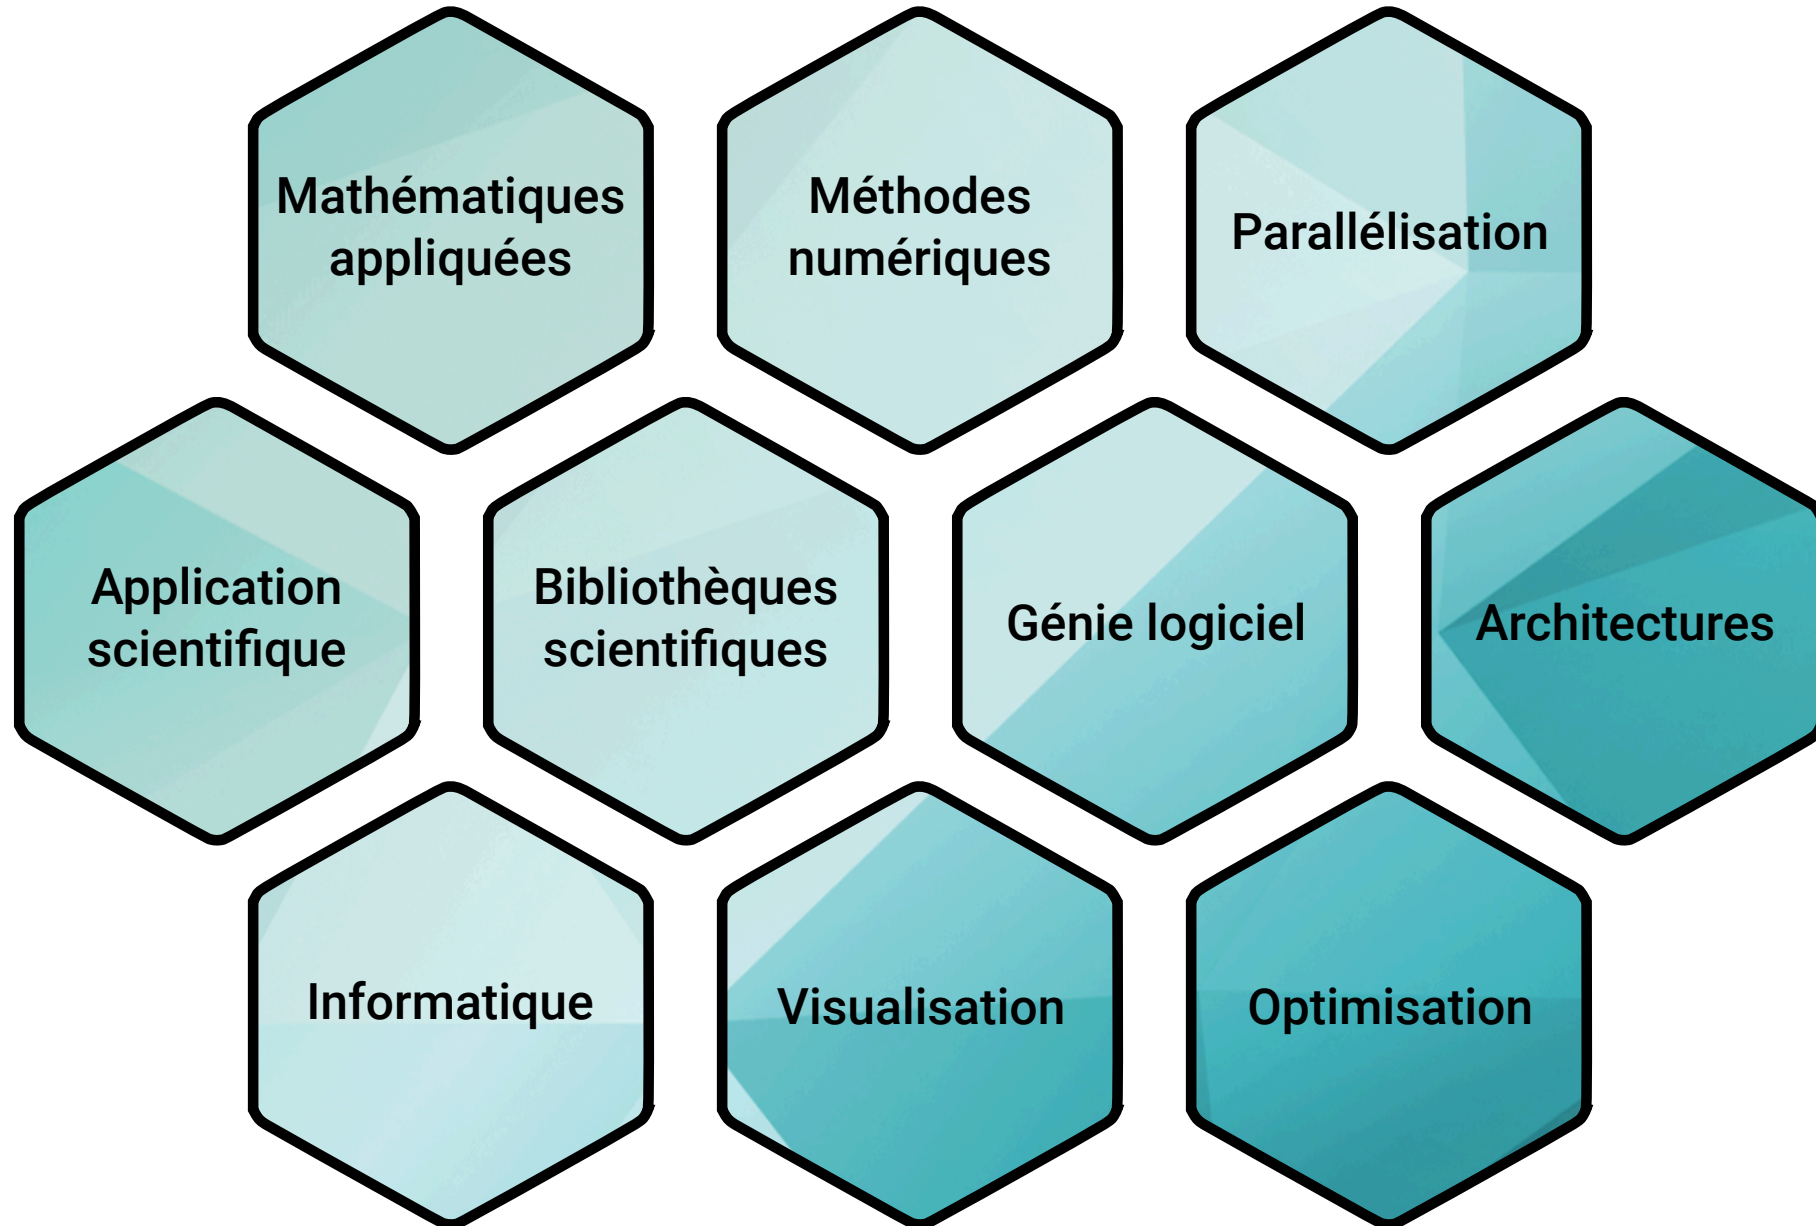 Mathématiques
appliquées
Méthodes
numériques
Parallélisation
Application
scientifique
Bibliothèques
scientifiques
Génie logiciel
Architectures
Informatique
Visualisation
Optimisation